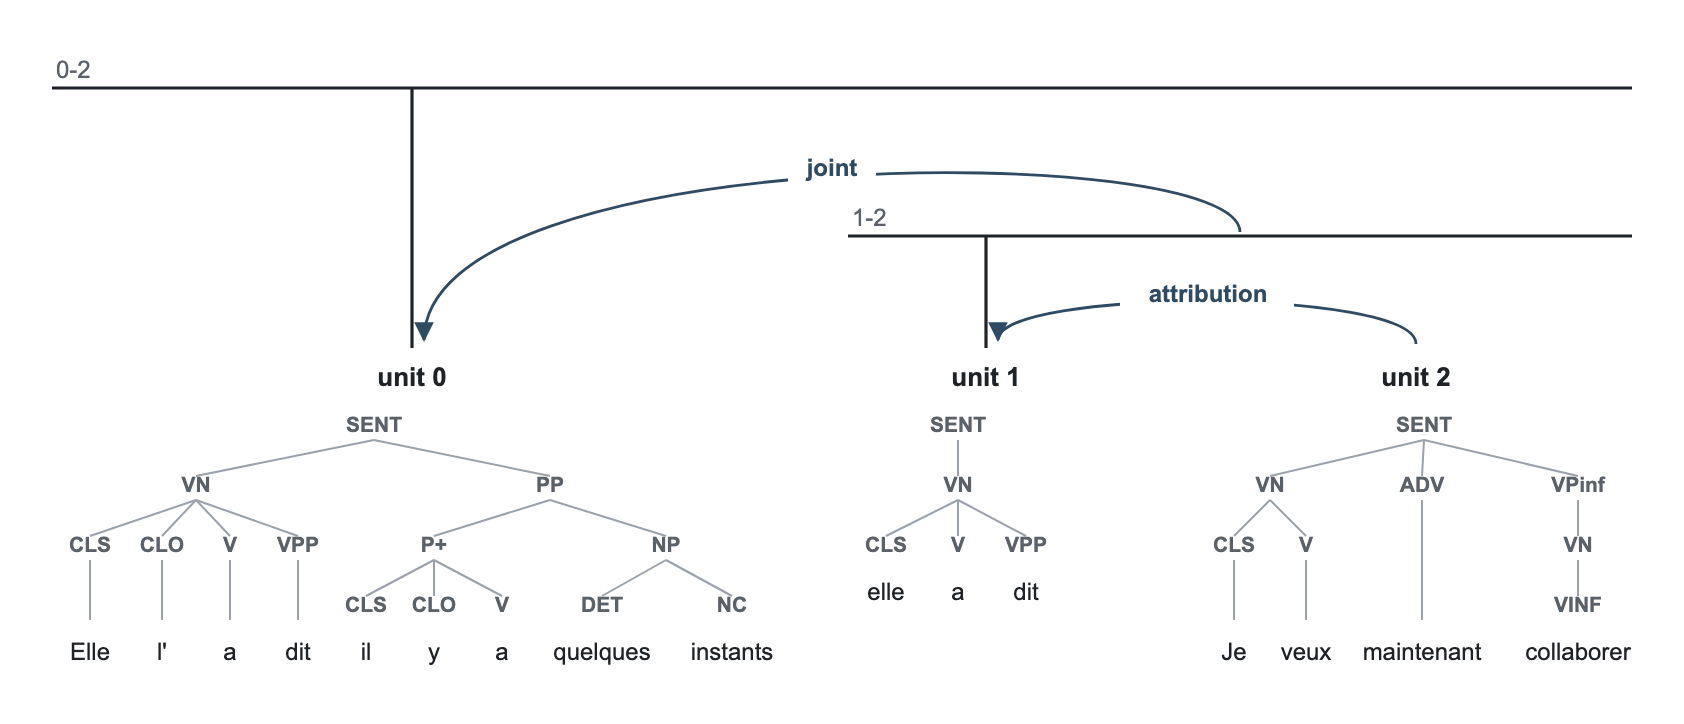 0-2
joint
1-2
attribution
unit 0 unit 1 unit 2
SENT SENT SENT
VN PP VN VN ADV VPinf
CLS CLO V VPP P+ NP CLS V VPP CLS V VN
elle a dit
CLS CLO V DET NC VINF
Elle l' a dit il y a quelques instants Je veux maintenant collaborer